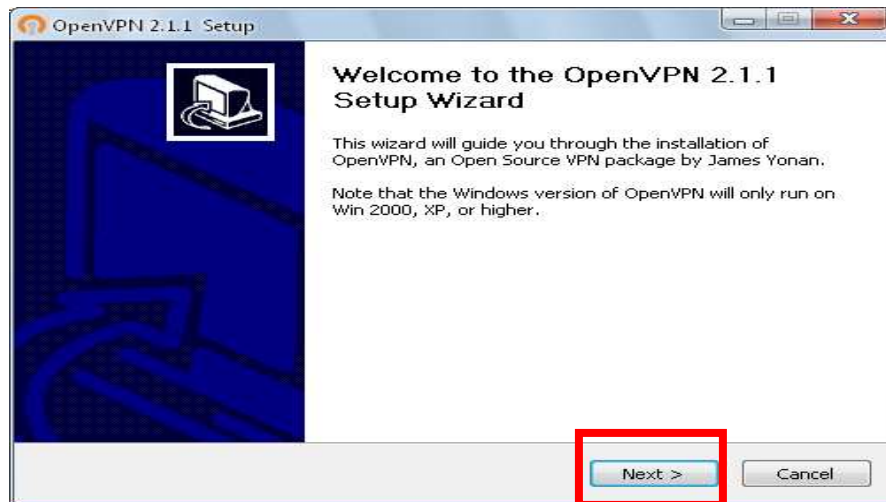 OpenVPN 2.1.1 Setup
Welcome to the OpenVPN 2.1.1
Setup Wizard
This wizard will guide you through the installation of
OpenVPN, an Open Source VPN package by James Yonan.
Note that the Windows version of OpenVPN will only run on
Win 2000, XP, or higher.
Next >
Cancel